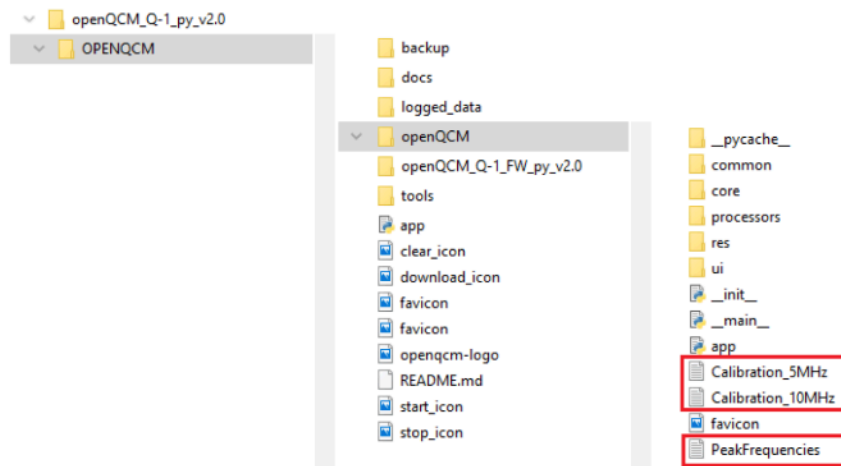 openQCM_Q-1_py_v2.0
OPENQCM
backup
docs
logged_data
openQCM
openQCM_Q-1_FW_py_v2.0
tools
app
clear_icon
download_icon
favicon
favicon
openqcm-logo
README.md
start_icon
stop_icon
__pycache__
common
core
processors
res
ui
__init__
__main__
app
Calibration_5MHz
Calibration_10MHz
favicon
PeakFrequencies